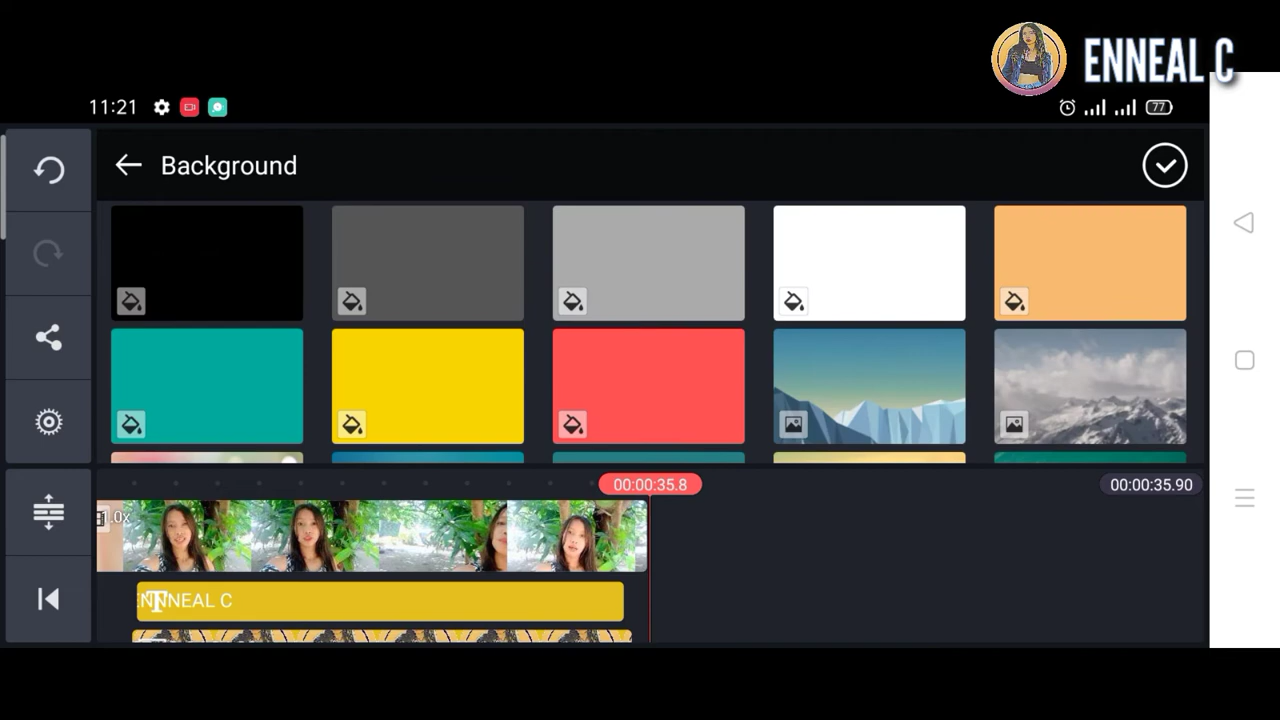 ENNEAL C
11:21
77
Background
00:00:35.8
00:00:35.90
1.0x
ENNEAL C